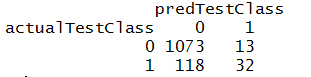 predTestClass
actualTestClass 0 1
0 1073 13
1 118 32